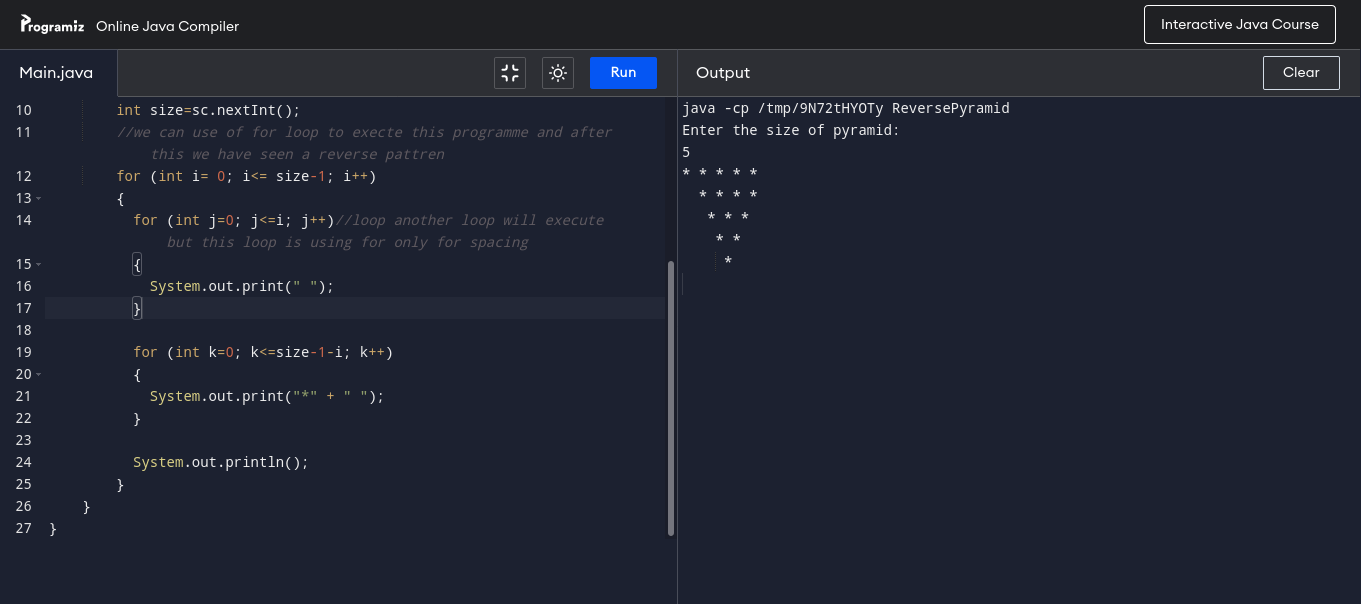 Programiz Online Java Compiler
Interactive Java Course
Main.java
Run
Output
Clear
10 int size=sc.nextInt();
11 //we can use of for loop to execte this programme and after
this we have seen a reverse pattren
12 for (int i= 0; i<= size-1; i++)
13 {
14 for (int j=0; j<=i; j++)//loop another loop will execute
but this loop is using for only for spacing
15 {
16 System.out.print(" ");
17 }
18
19 for (int k=0; k<=size-1-i; k++)
20 {
21 System.out.print("*" + " ");
22 }
23
24 System.out.println();
25 }
26 }
27 }
java -cp /tmp/9N72tHYOTy ReversePyramid
Enter the size of pyramid:
5
* * * * *
  * * * *
   * * *
    * *
     *